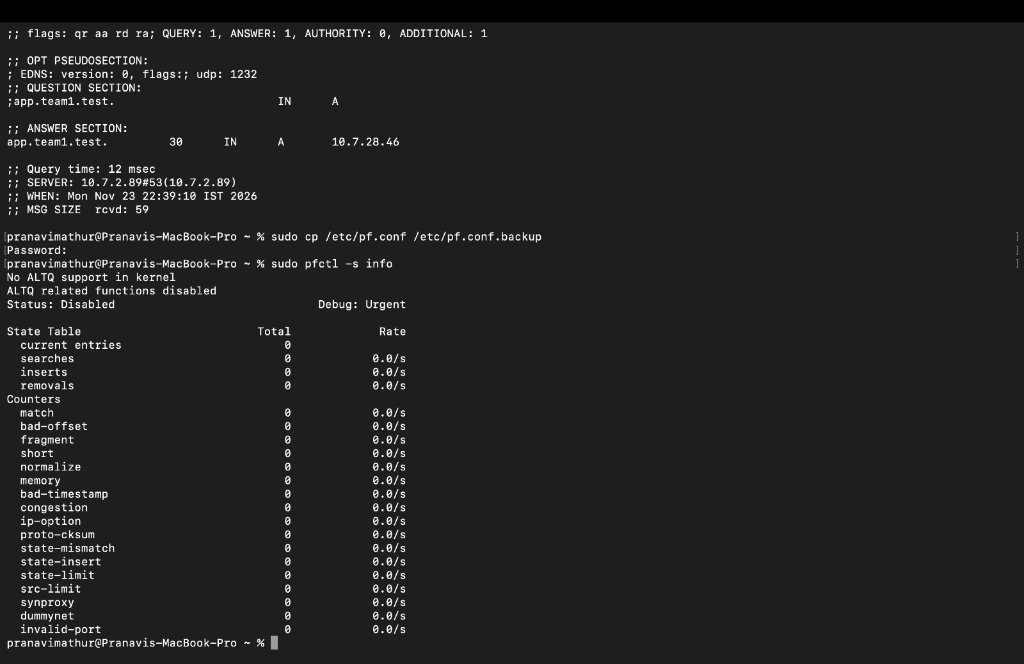 ;; flags: qr aa rd ra; QUERY: 1, ANSWER: 1, AUTHORITY: 0, ADDITIONAL: 1
;; OPT PSEUDOSECTION:
; EDNS: version: 0, flags:; udp: 1232
;; QUESTION SECTION:
;app.team1.test. IN A
;; ANSWER SECTION:
app.team1.test. 30 IN A 10.7.28.46
;; Query time: 12 msec
;; SERVER: 10.7.2.89#53(10.7.2.89)
;; WHEN: Mon Nov 23 22:39:10 IST 2026
;; MSG SIZE rcvd: 59
[pranavimathur@Pranavis-MacBook-Pro ~ % sudo cp /etc/pf.conf /etc/pf.conf.backup ]
[Password: ]
[pranavimathur@Pranavis-MacBook-Pro ~ % sudo pfctl -s info ]
No ALTQ support in kernel
ALTQ related functions disabled
Status: Disabled Debug: Urgent
State Table Total Rate
current entries 0
searches 0 0.0/s
inserts 0 0.0/s
removals 0 0.0/s
Counters
match 0 0.0/s
bad-offset 0 0.0/s
fragment 0 0.0/s
short 0 0.0/s
normalize 0 0.0/s
memory 0 0.0/s
bad-timestamp 0 0.0/s
congestion 0 0.0/s
ip-option 0 0.0/s
proto-cksum 0 0.0/s
state-mismatch 0 0.0/s
state-insert 0 0.0/s
state-limit 0 0.0/s
src-limit 0 0.0/s
synproxy 0 0.0/s
dummynet 0 0.0/s
invalid-port 0 0.0/s
pranavimathur@Pranavis-MacBook-Pro ~ %